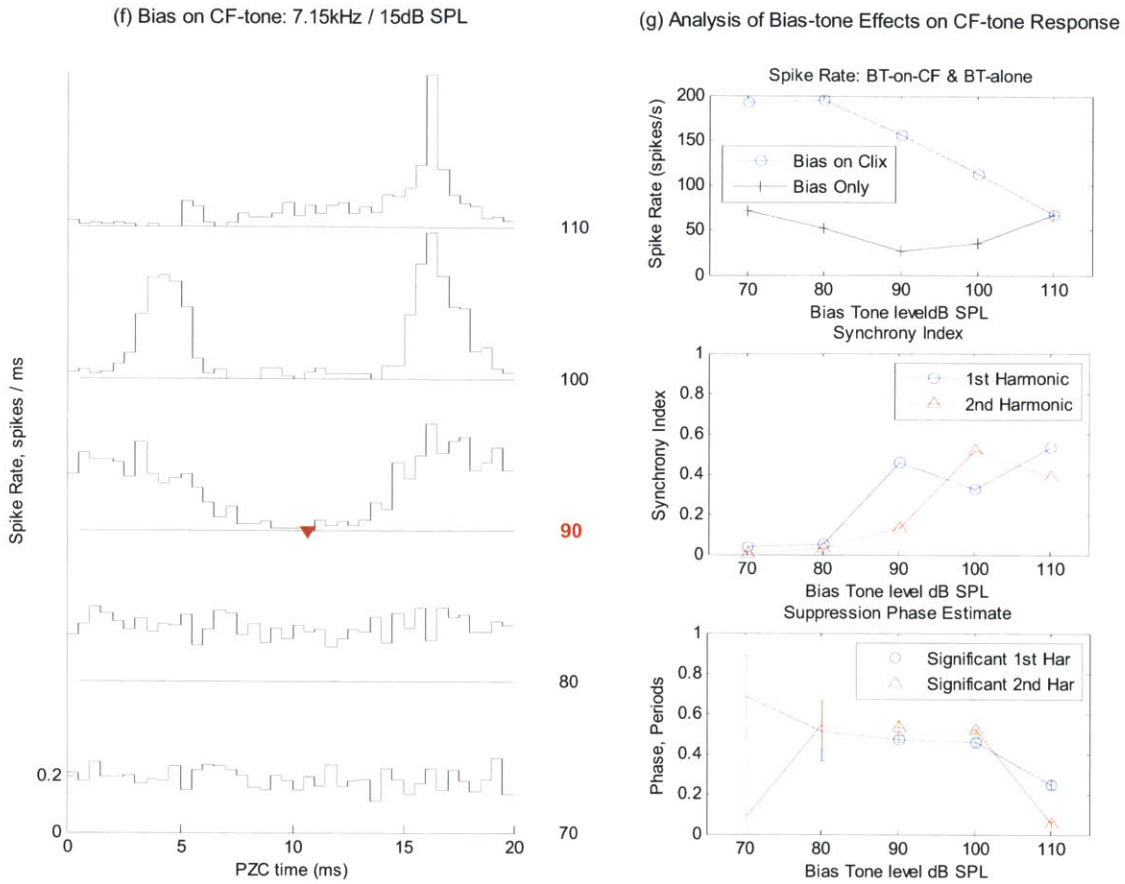 (f) Bias on CF-tone: 7.15kHz / 15dB SPL
110
100
90
80
70
Spike Rate, spikes / ms
0.2
0
0 5 10 15 20
PZC time (ms)
(g) Analysis of Bias-tone Effects on CF-tone Response
Spike Rate: BT-on-CF & BT-alone
Spike Rate (spikes/s)
200
150
100
50
0
Bias on Clix
Bias Only
70 80 90 100 110
Bias Tone leveldB SPL
Synchrony Index
Synchrony Index
1
0.8
0.6
0.4
0.2
0
1st Harmonic
2nd Harmonic
70 80 90 100 110
Bias Tone level dB SPL
Suppression Phase Estimate
Phase, Periods
1
0.8
0.6
0.4
0.2
0
Significant 1st Har
Significant 2nd Har
70 80 90 100 110
Bias Tone level dB SPL